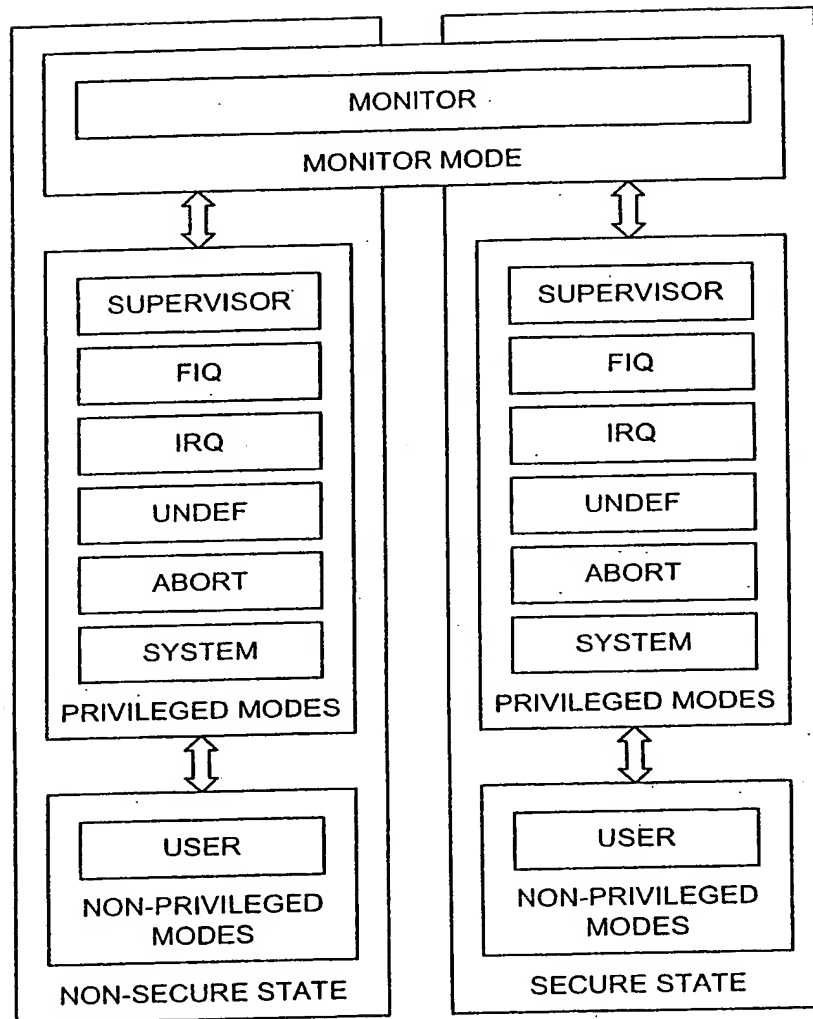 MONITOR
MONITOR MODE
SUPERVISOR
FIQ
IRQ
UNDEF
ABORT
SYSTEM
PRIVILEGED MODES
USER
NON-PRIVILEGED
MODES
NON-SECURE STATE
SUPERVISOR
FIQ
IRQ
UNDEF
ABORT
SYSTEM
PRIVILEGED MODES
USER
NON-PRIVILEGED
MODES
SECURE STATE